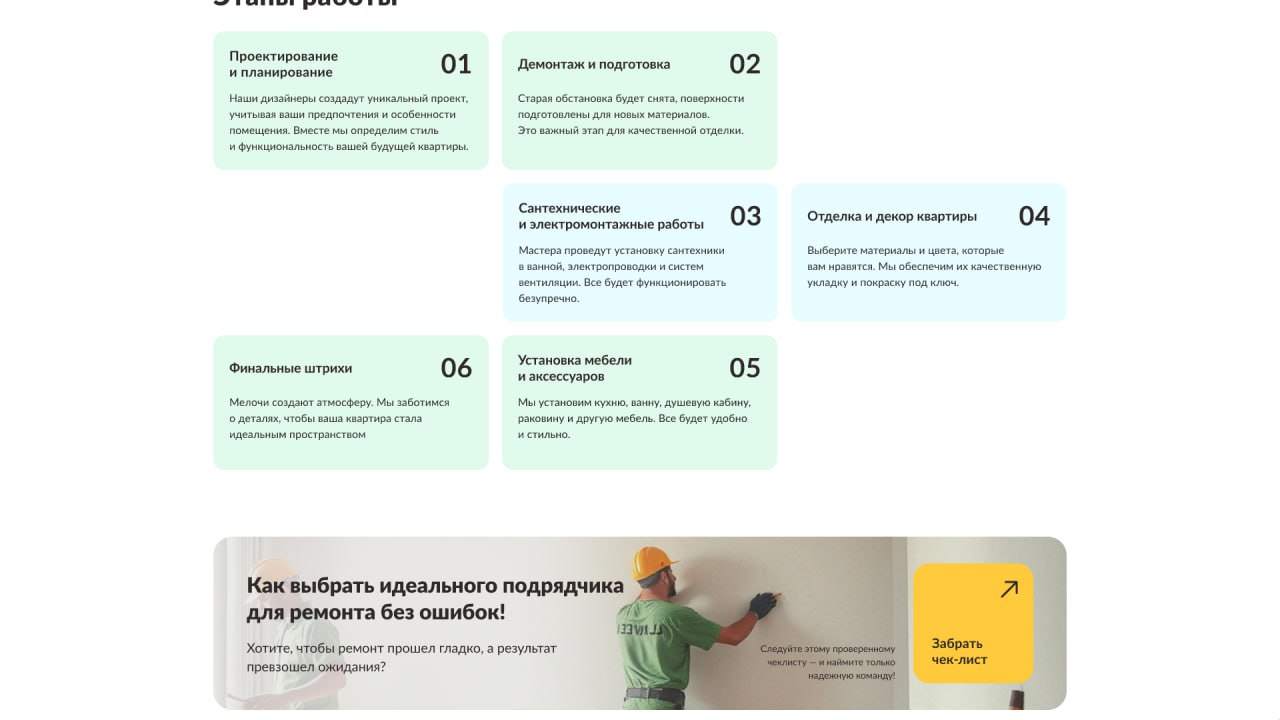 Этапы работы
Проектирование
и планирование
01
Наши дизайнеры создадут уникальный проект,
учитывая ваши предпочтения и особенности
помещения. Вместе мы определим стиль
и функциональность вашей будущей квартиры.
Демонтаж и подготовка
02
Старая обстановка будет снята, поверхности
подготовлены для новых материалов.
Это важный этап для качественной отделки.
Сантехнические
и электромонтажные работы
03
Мастера проведут установку сантехники
в ванной, электропроводки и систем
вентиляции. Все будет функционировать
безупречно.
Отделка и декор квартиры
04
Выберите материалы и цвета, которые
вам нравятся. Мы обеспечим их качественную
укладку и покраску под ключ.
Финальные штрихи
06
Мелочи создают атмосферу. Мы заботимся
о деталях, чтобы ваша квартира стала
идеальным пространством
Установка мебели
и аксессуаров
05
Мы установим кухню, ванну, душевую кабину,
раковину и другую мебель. Все будет удобно
и стильно.
Как выбрать идеального подрядчика
для ремонта без ошибок!
Хотите, чтобы ремонт прошел гладко, а результат
превзошел ожидания?
Следуйте этому проверенному
чеклисту — и наймите только
надежную команду!
Забрать
чек-лист